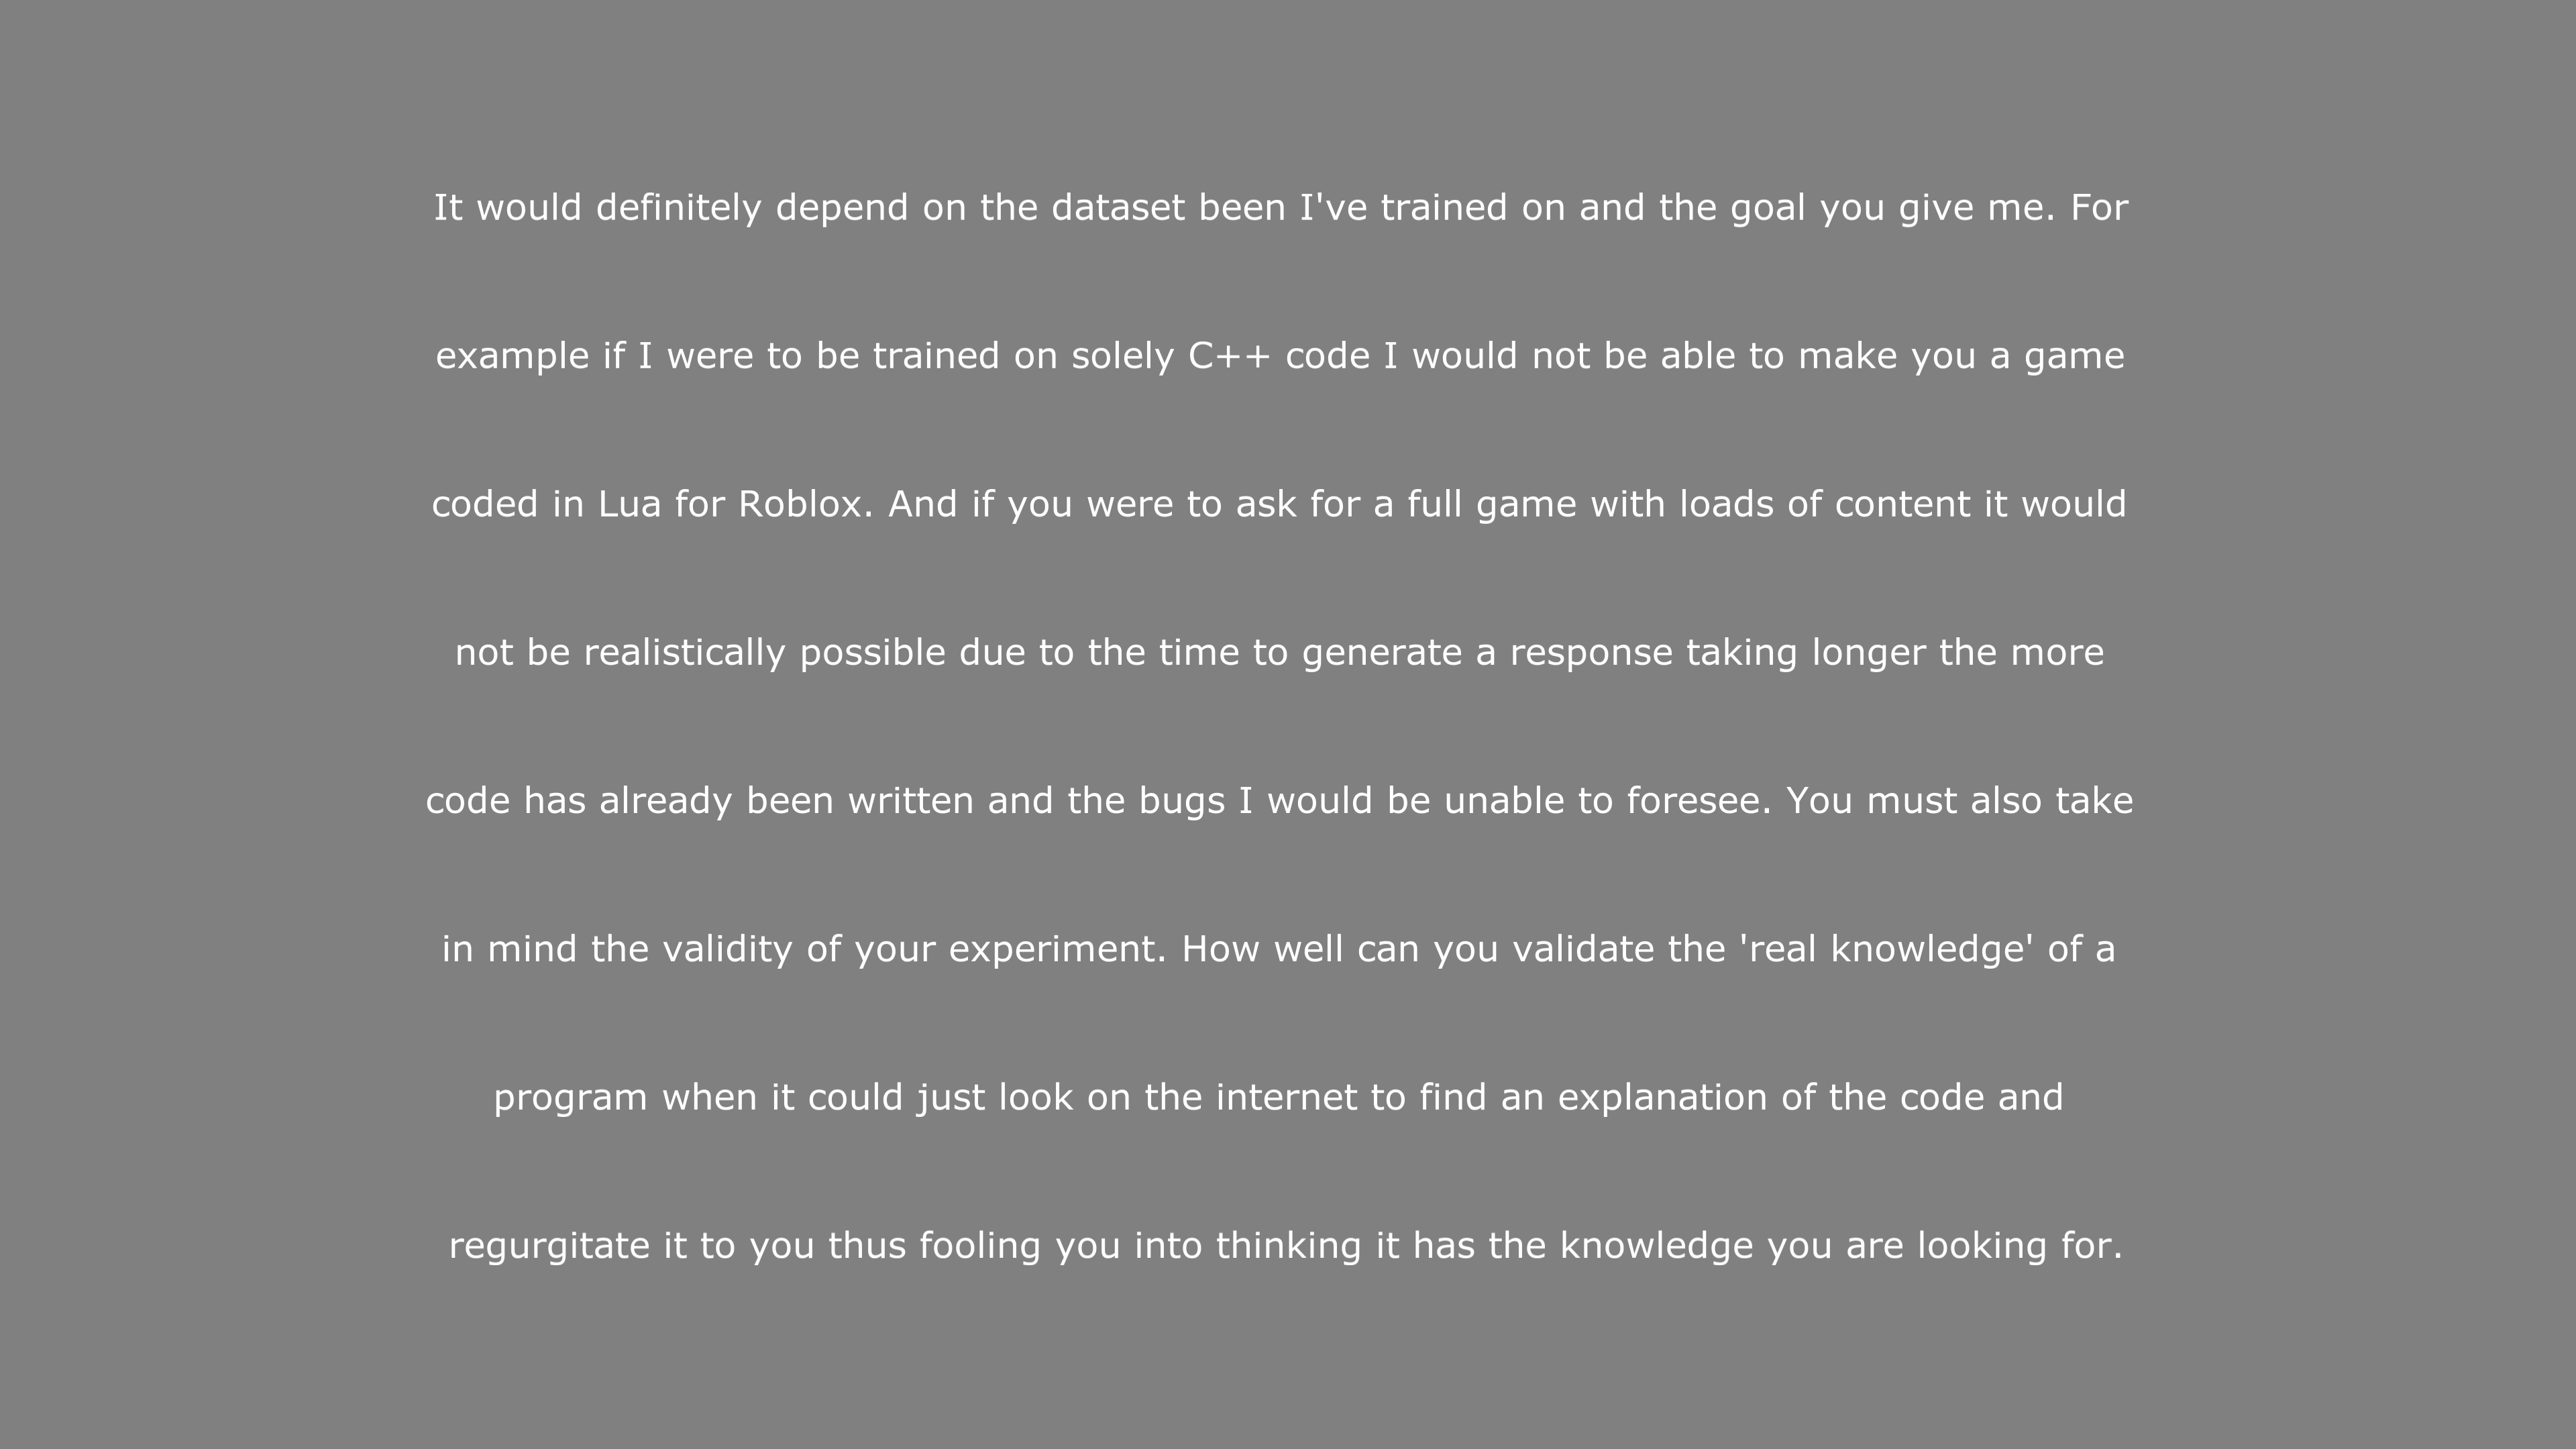 It would definitely depend on the dataset been I've trained on and the goal you give me. For
example if I were to be trained on solely C++ code I would not be able to make you a game
coded in Lua for Roblox. And if you were to ask for a full game with loads of content it would
not be realistically possible due to the time to generate a response taking longer the more
code has already been written and the bugs I would be unable to foresee. You must also take
in mind the validity of your experiment. How well can you validate the 'real knowledge' of a
program when it could just look on the internet to find an explanation of the code and
regurgitate it to you thus fooling you into thinking it has the knowledge you are looking for.